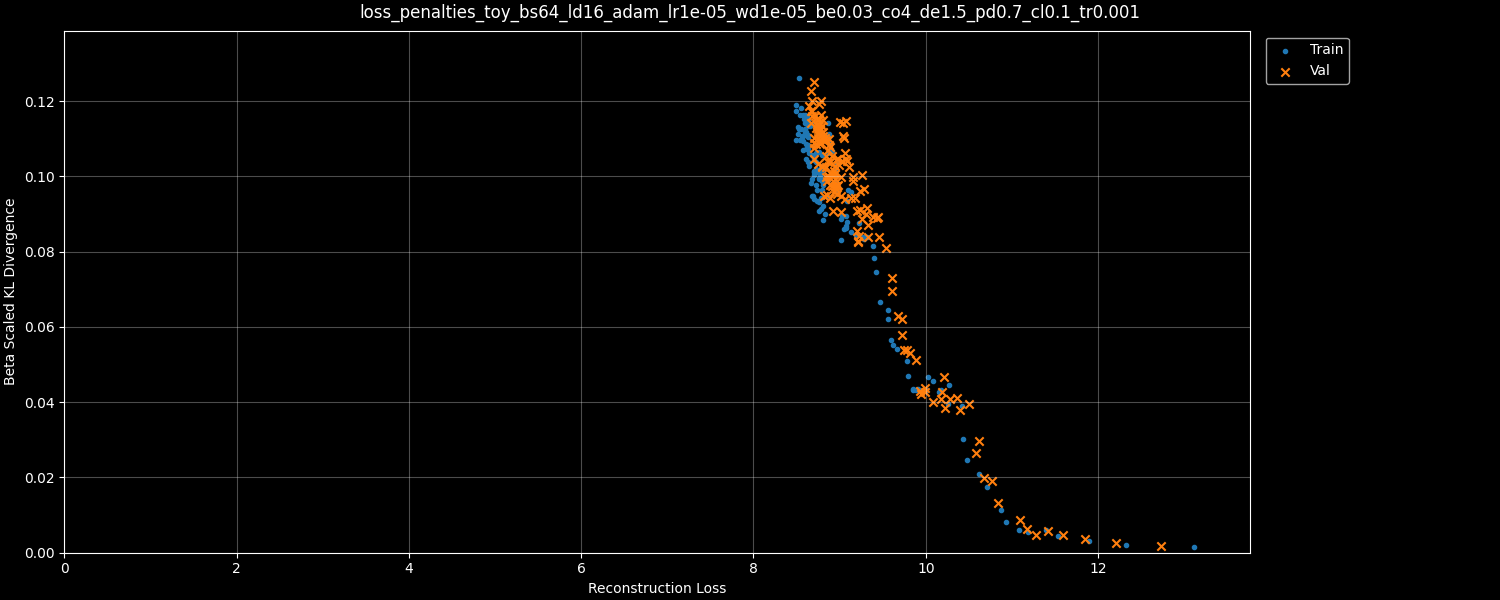 loss_penalties_toy_bs64_ld16_adam_lr1e-05_wd1e-05_be0.03_co4_de1.5_pd0.7_cl0.1_tr0.001
Train
Val
Beta Scaled KL Divergence
0.12
0.10
0.08
0.06
0.04
0.02
0.00
0 2 4 6 8 10 12
Reconstruction Loss